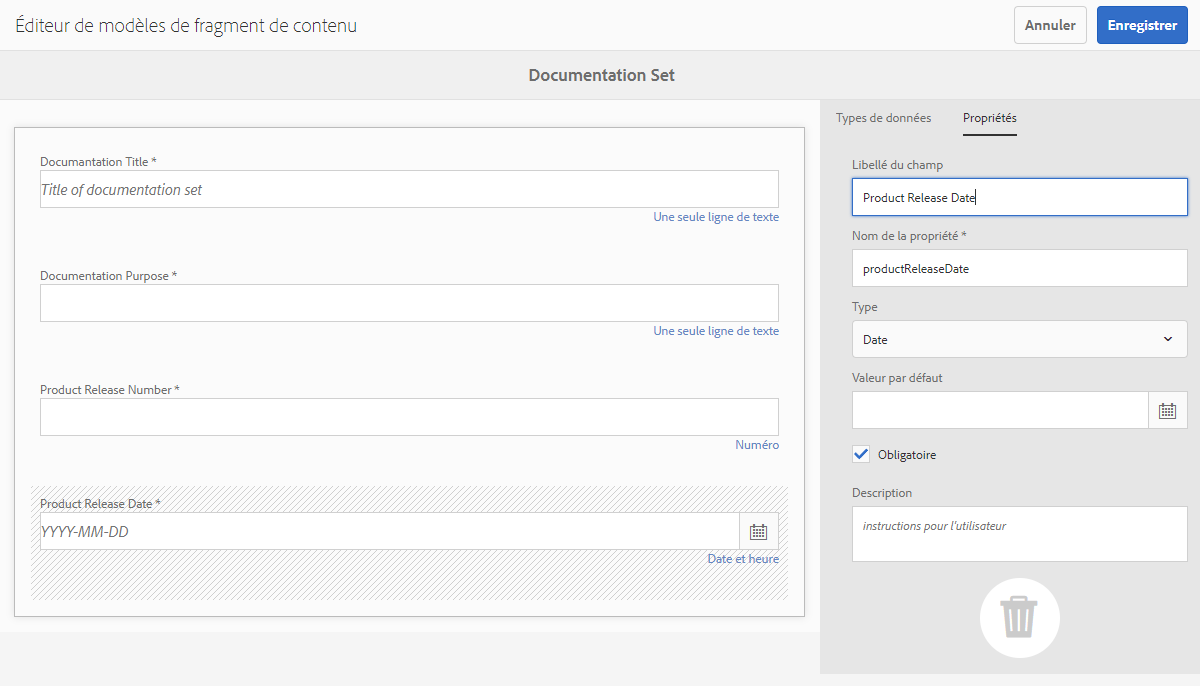 Éditeur de modèles de fragment de contenu
Annuler
Enregistrer
Documentation Set
Documantation Title *
Title of documentation set
Une seule ligne de texte
Documentation Purpose *
Une seule ligne de texte
Product Release Number *
Numéro
Product Release Date *
YYYY-MM-DD
Date et heure
Types de données
Propriétés
Libellé du champ
Product Release Date
Nom de la propriété *
productReleaseDate
Type
Date
Valeur par défaut
Obligatoire
Description
instructions pour l'utilisateur